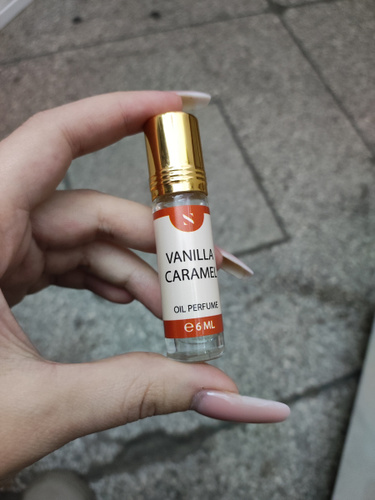 N
VANILLA
CARAMEL
OIL PERFUME
℮ 6 ML